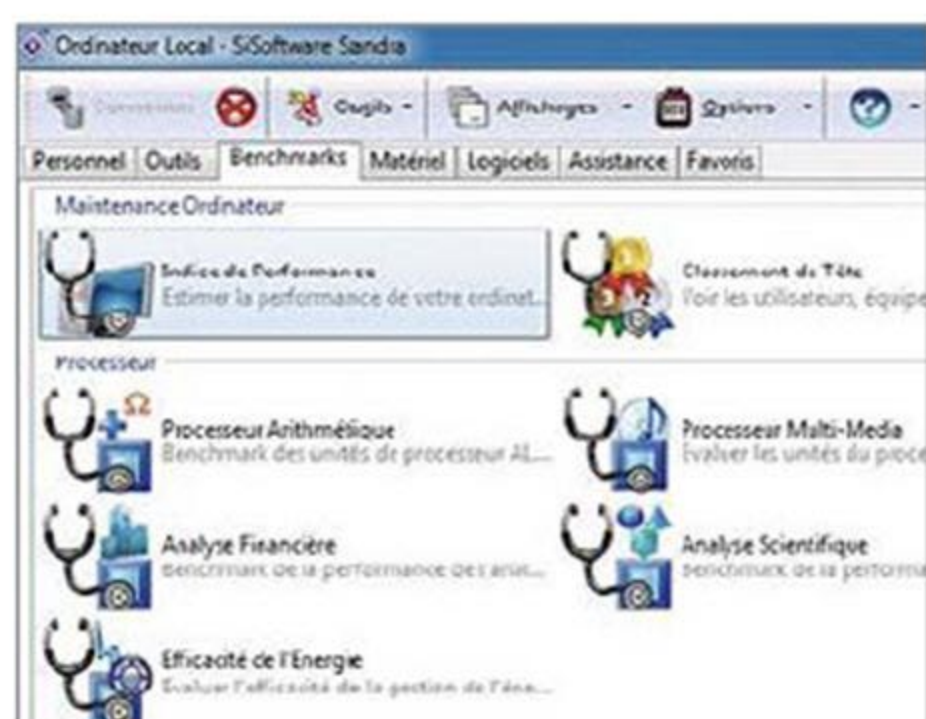 Ordinateur Local - SiSoftware Sandra
Outils Affichages Options
Personnel Outils Benchmarks Matériel Logiciels Assistance Favoris
Maintenance Ordinateur
Indice de Performance
Estimer la performance de votre ordinat...
Classement de Tête
Voir les utilisateurs, équipe
Processeur
Processeur Arithmétique
Benchmark des unités de processeur AL...
Processeur Multi-Media
Evaluer les unités du proce
Analyse Financière
Benchmark de la performance des anal...
Analyse Scientifique
Benchmark de la performa
Efficacité de l'Energie
Evaluer l'efficacité de la gestion de l'éne...